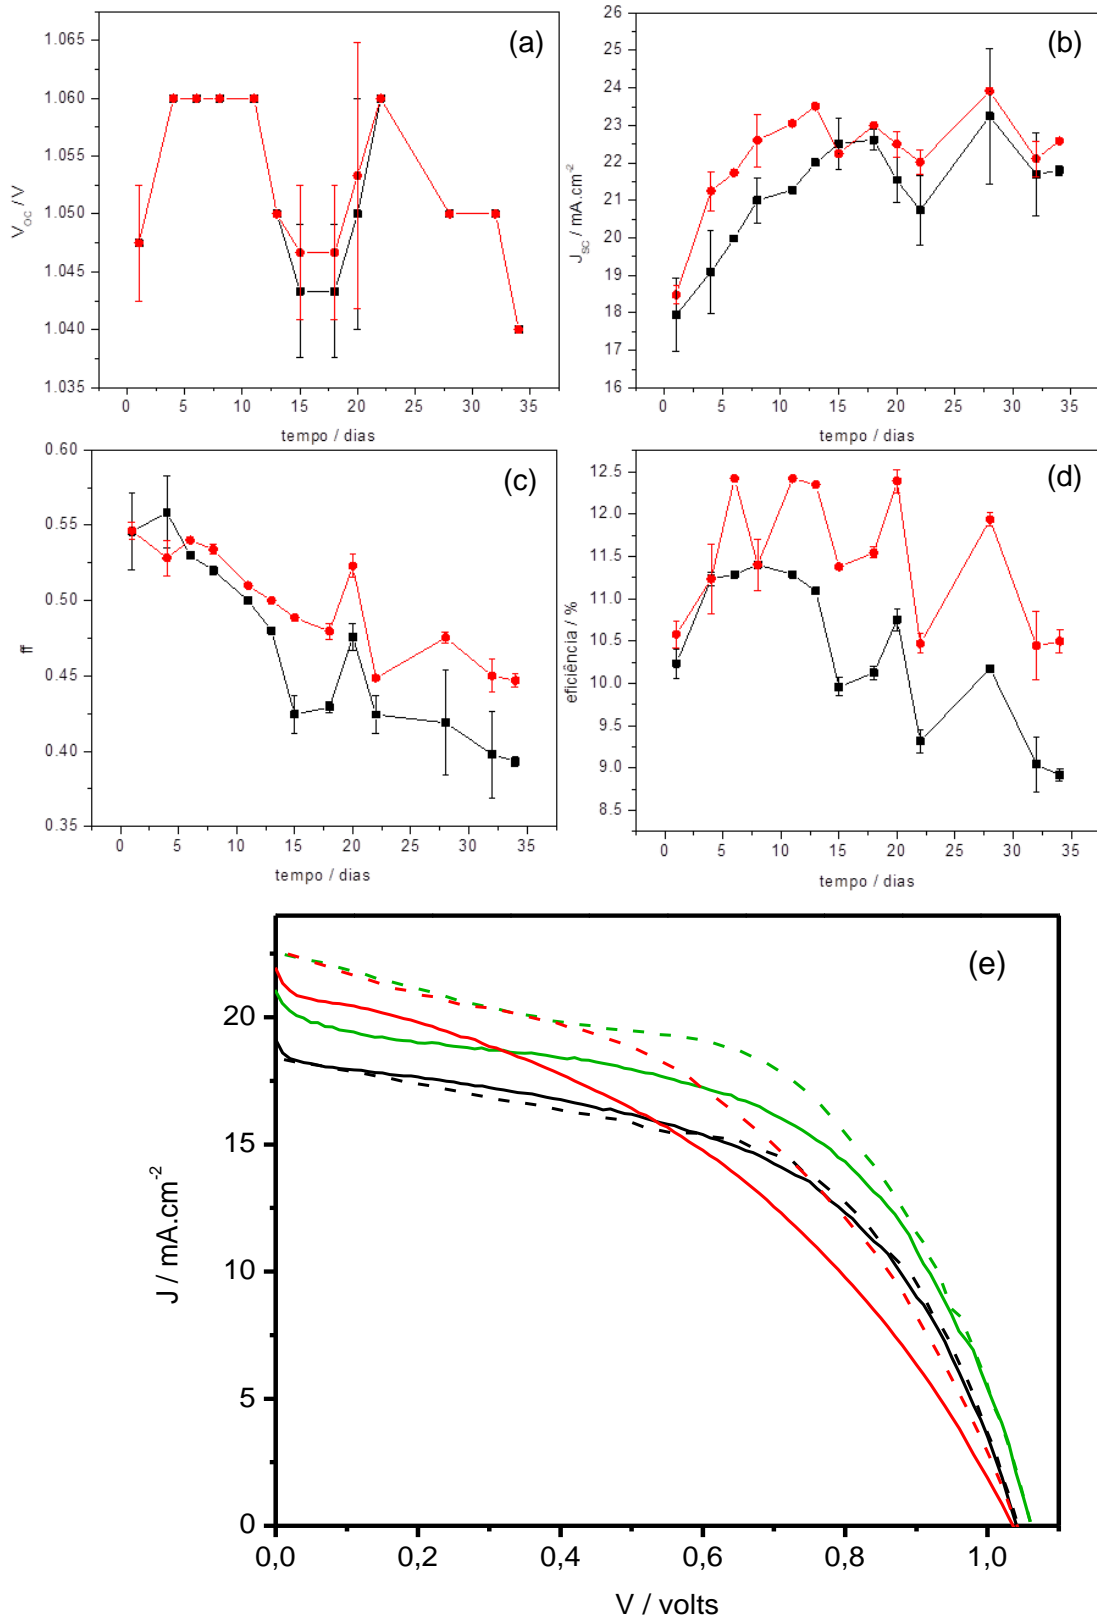 (a)
1.065
1.060
1.055
1.050
1.045
1.040
1.035
V_OC / V
0 5 10 15 20 25 30 35
tempo / dias
(b)
26
25
24
23
22
21
20
19
18
17
16
J_SC / mA.cm⁻²
0 5 10 15 20 25 30 35
tempo / dias
(c)
0.60
0.55
0.50
0.45
0.40
0.35
ff
0 5 10 15 20 25 30 35
tempo / dias
(d)
12.5
12.0
11.5
11.0
10.5
10.0
9.5
9.0
8.5
eficiência / %
0 5 10 15 20 25 30 35
tempo / dias
(e)
20
15
10
5
0
J / mA.cm⁻²
0,0 0,2 0,4 0,6 0,8 1,0
V / volts